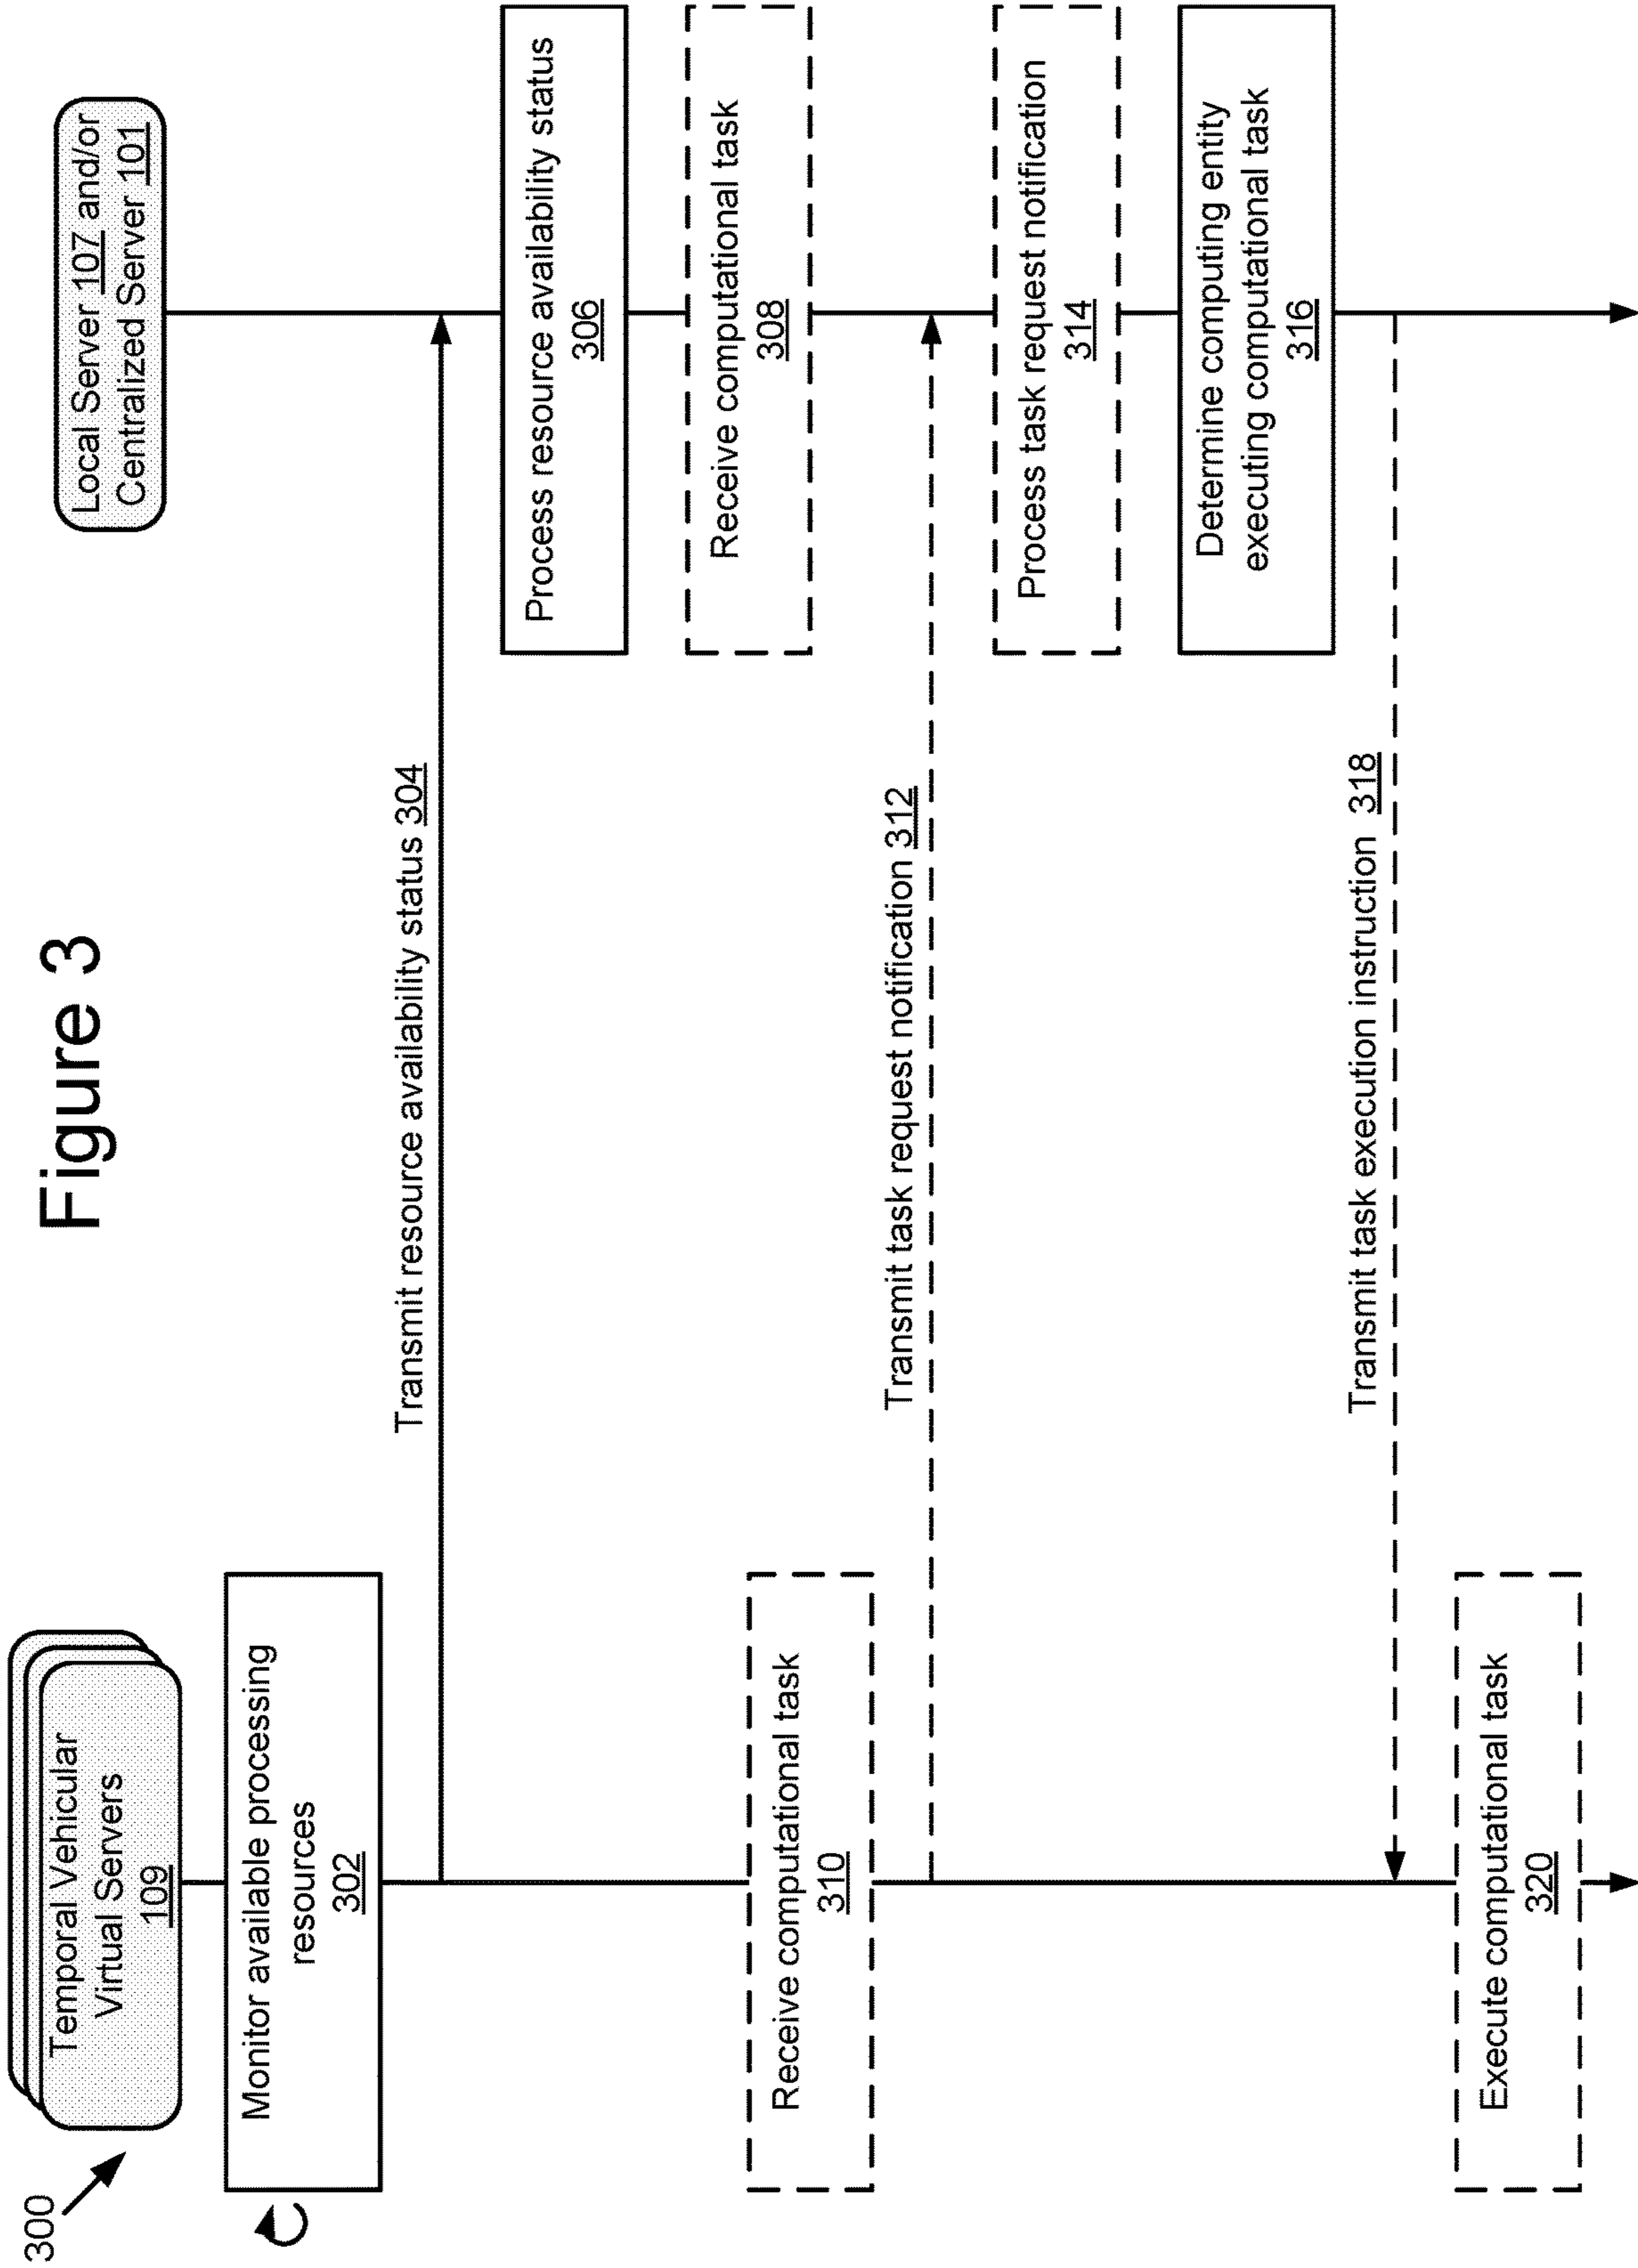 Figure 3
300
Temporal Vehicular
Virtual Servers
109
Local Server 107 and/or
Centralized Server 101
Monitor available processing
resources
302
Transmit resource availability status 304
Process resource availability status
306
Receive computational task
308
Receive computational task
310
Transmit task request notification 312
Process task request notification
314
Determine computing entity
executing computational task
316
Transmit task execution instruction 318
Execute computational task
320